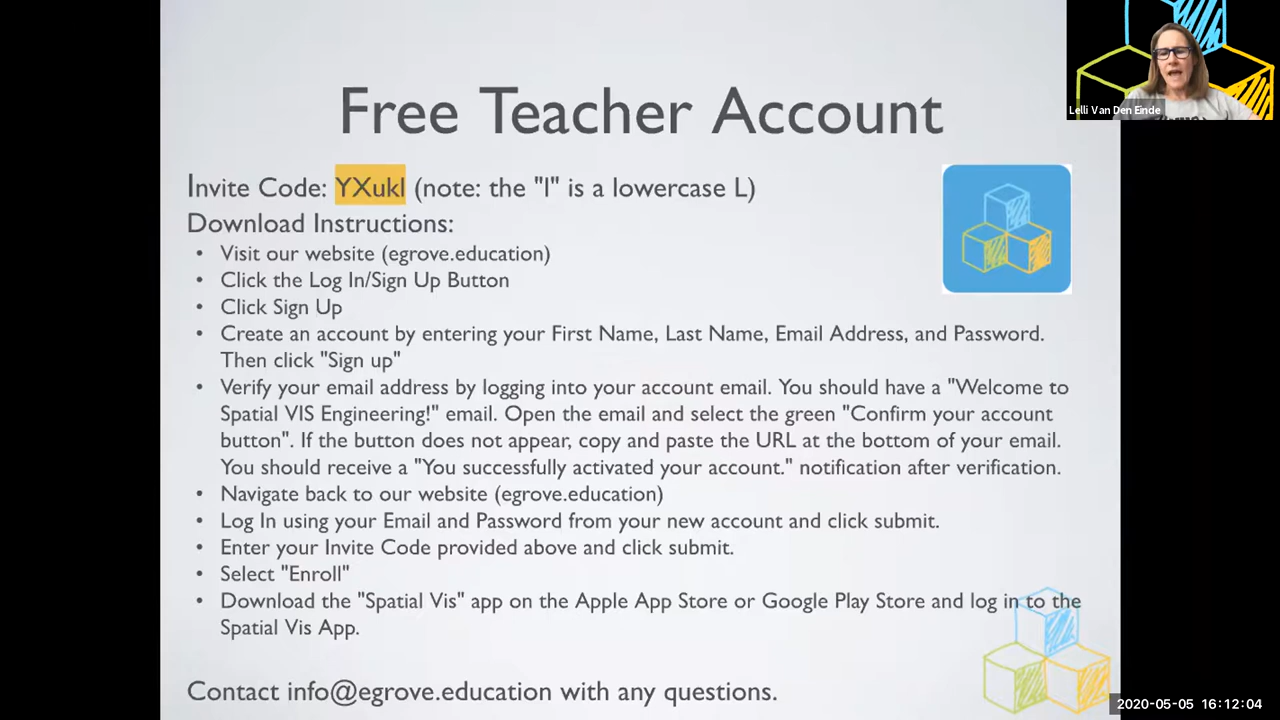 Free Teacher Account
Invite Code: YXukl (note: the "l" is a lowercase L)
Download Instructions:
• Visit our website (egrove.education)
• Click the Log In/Sign Up Button
• Click Sign Up
• Create an account by entering your First Name, Last Name, Email Address, and Password.
Then click "Sign up"
• Verify your email address by logging into your account email. You should have a "Welcome to
Spatial VIS Engineering!" email. Open the email and select the green "Confirm your account
button". If the button does not appear, copy and paste the URL at the bottom of your email.
You should receive a "You successfully activated your account." notification after verification.
• Navigate back to our website (egrove.education)
• Log In using your Email and Password from your new account and click submit.
• Enter your Invite Code provided above and click submit.
• Select "Enroll"
• Download the "Spatial Vis" app on the Apple App Store or Google Play Store and log in to the
Spatial Vis App.
Contact info@egrove.education with any questions.
Lelli Van Den Einde
2020-05-05 16:12:04